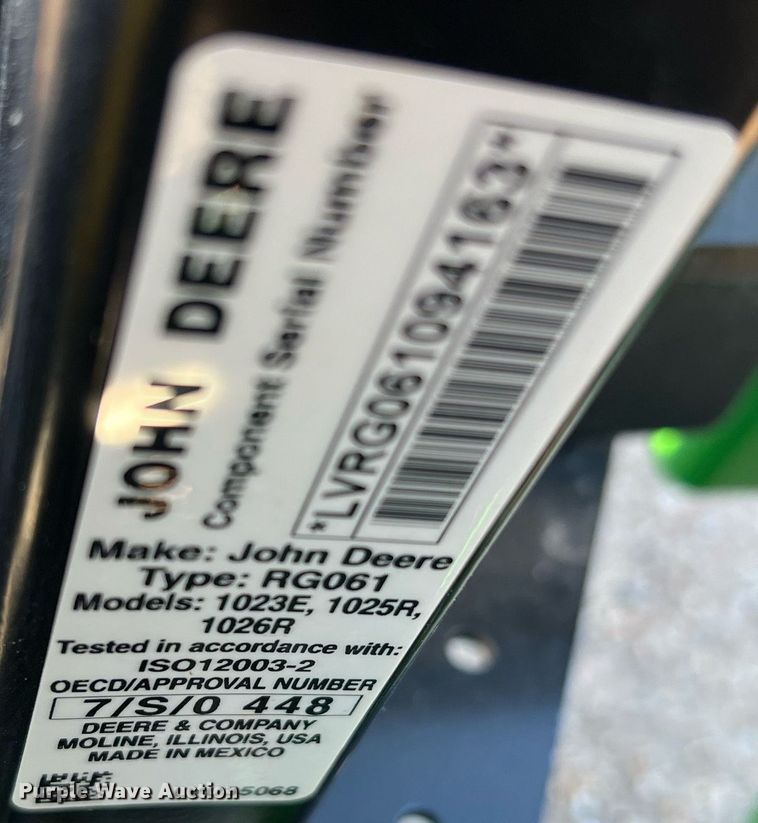 JOHN DEERE
Component Serial Number
*LVRG061094163*
Make: John Deere
Type: RG061
Models: 1023E, 1025R,
1026R
Tested in accordance with:
ISO12003-2
OECD/APPROVAL NUMBER
7/S/0 448
DEERE & COMPANY
MOLINE, ILLINOIS, USA
MADE IN MEXICO
5068
Purple Wave Auction